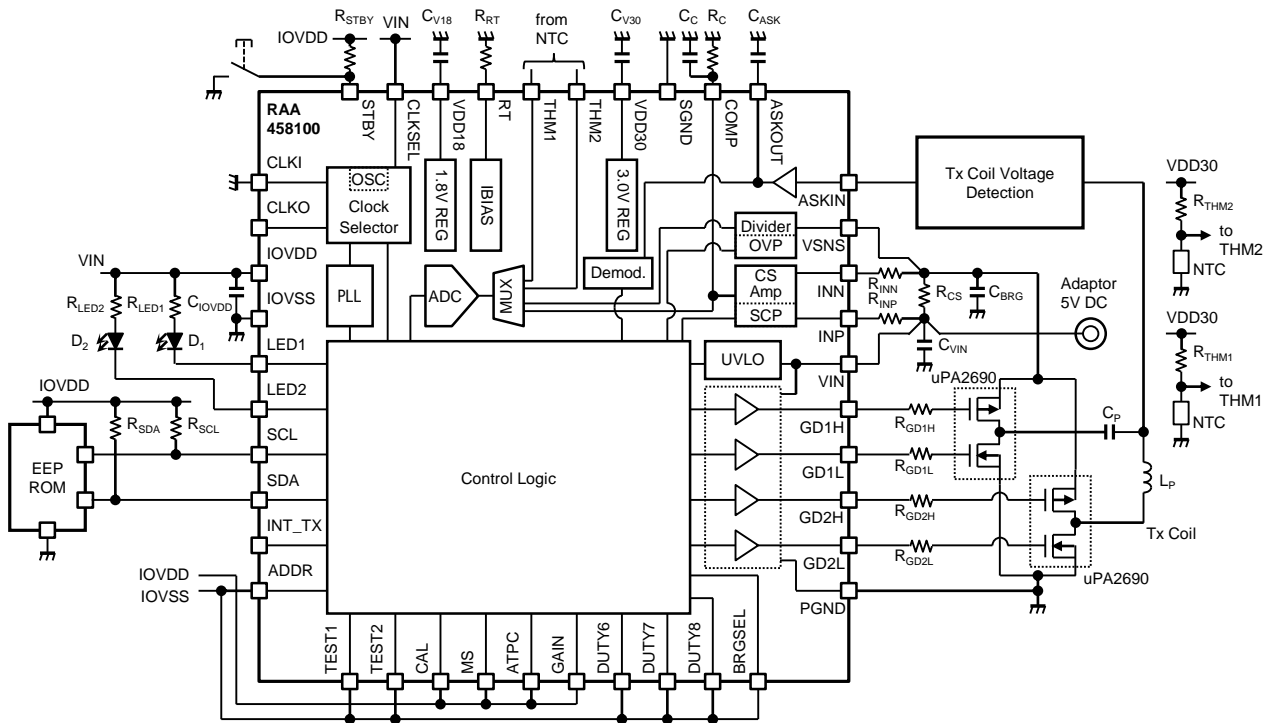 RSTBY
VIN
CV18
RRT
from
NTC
CV30
CC
RC
CASK
IOVDD
RAA
458100
STBY
CLKSEL
VDD18
RT
THM1
THM2
VDD30
SGND
COMP
ASKOUT
CLKI
OSC
Clock
Selector
1.8V REG
IBIAS
3.0V REG
ASKIN
Tx Coil Voltage
Detection
VDD30
RTHM2
to
THM2
NTC
CLKO
IOVDD
Divider
OVP
VSNS
VIN
IOVSS
PLL
ADC
MUX
Demod.
CS
Amp
SCP
INN
INP
RINN
RINP
RCS
CBRG
Adaptor
5V DC
RLED2
RLED1
CIOVDD
D2
D1
LED1
LED2
UVLO
VIN
CVIN
VDD30
RTHM1
to
THM1
NTC
uPA2690
IOVDD
RSDA
RSCL
SCL
SDA
EEP
ROM
Control Logic
GD1H
GD1L
GD2H
GD2L
RGD1H
RGD1L
RGD2H
RGD2L
CP
LP
Tx Coil
uPA2690
INT_TX
ADDR
IOVDD
IOVSS
PGND
TEST1
TEST2
CAL
MS
ATPC
GAIN
DUTY6
DUTY7
DUTY8
BRGSEL